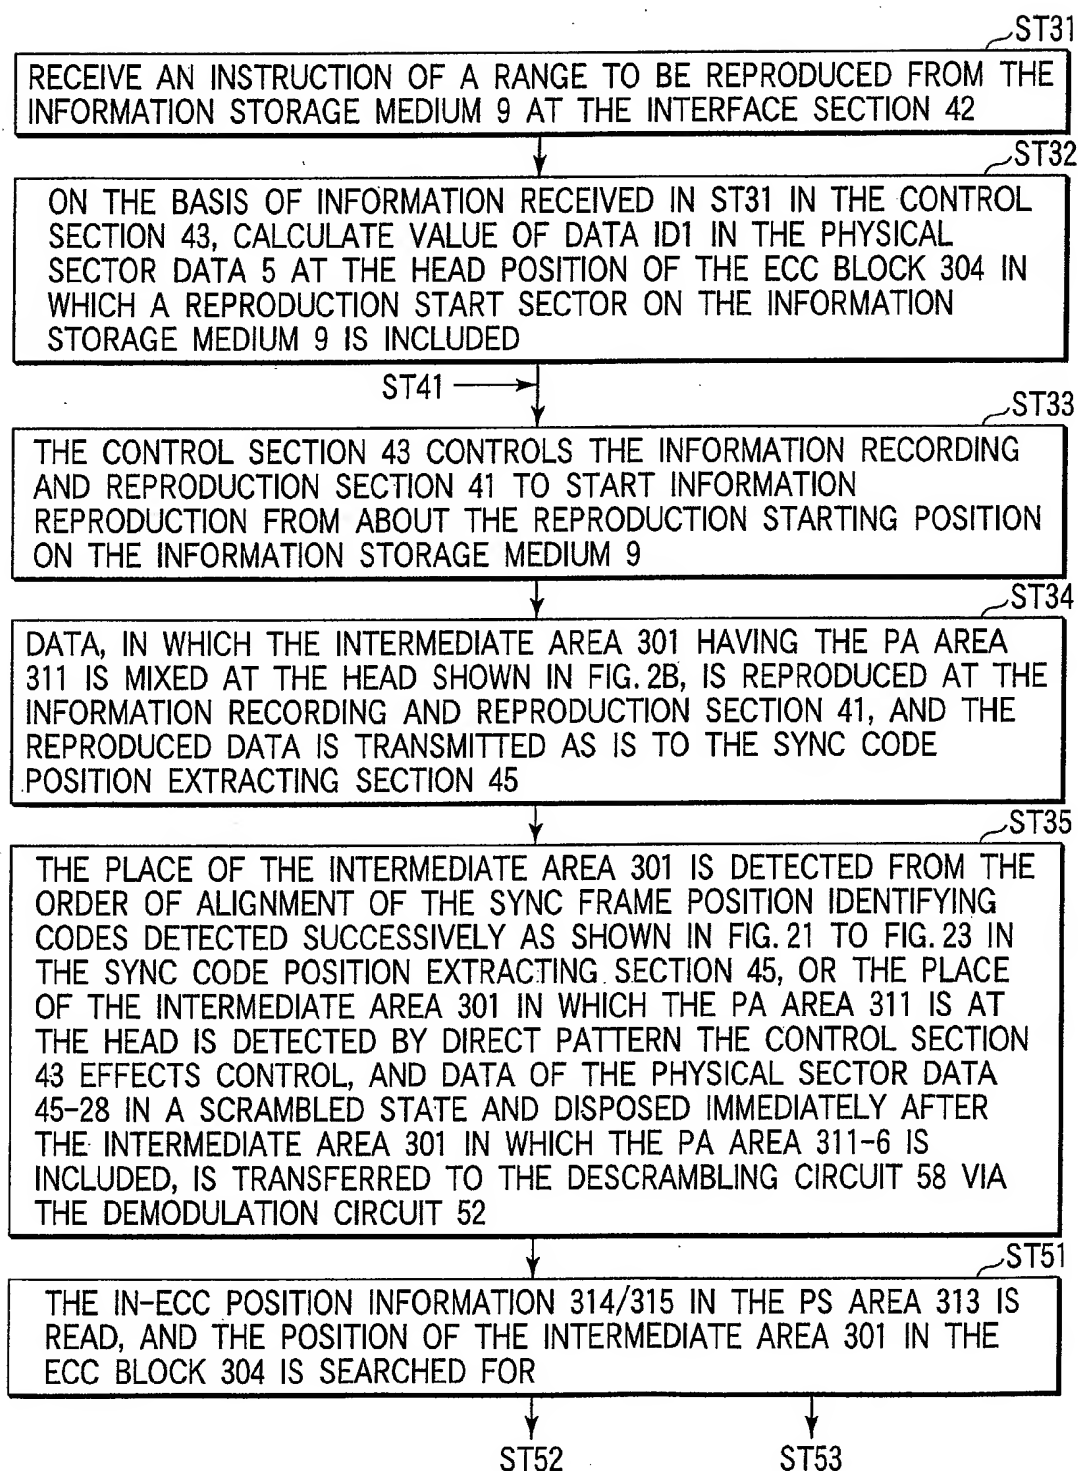 ST31
RECEIVE AN INSTRUCTION OF A RANGE TO BE REPRODUCED FROM THE
INFORMATION STORAGE MEDIUM 9 AT THE INTERFACE SECTION 42
ST32
ON THE BASIS OF INFORMATION RECEIVED IN ST31 IN THE CONTROL
SECTION 43, CALCULATE VALUE OF DATA ID1 IN THE PHYSICAL
SECTOR DATA 5 AT THE HEAD POSITION OF THE ECC BLOCK 304 IN
WHICH A REPRODUCTION START SECTOR ON THE INFORMATION
STORAGE MEDIUM 9 IS INCLUDED
ST41
ST33
THE CONTROL SECTION 43 CONTROLS THE INFORMATION RECORDING
AND REPRODUCTION SECTION 41 TO START INFORMATION
REPRODUCTION FROM ABOUT THE REPRODUCTION STARTING POSITION
ON THE INFORMATION STORAGE MEDIUM 9
ST34
DATA, IN WHICH THE INTERMEDIATE AREA 301 HAVING THE PA AREA
311 IS MIXED AT THE HEAD SHOWN IN FIG. 2B, IS REPRODUCED AT THE
INFORMATION RECORDING AND REPRODUCTION SECTION 41, AND THE
REPRODUCED DATA IS TRANSMITTED AS IS TO THE SYNC CODE
POSITION EXTRACTING SECTION 45
ST35
THE PLACE OF THE INTERMEDIATE AREA 301 IS DETECTED FROM THE
ORDER OF ALIGNMENT OF THE SYNC FRAME POSITION IDENTIFYING
CODES DETECTED SUCCESSIVELY AS SHOWN IN FIG. 21 TO FIG. 23 IN
THE SYNC CODE POSITION EXTRACTING SECTION 45, OR THE PLACE
OF THE INTERMEDIATE AREA 301 IN WHICH THE PA AREA 311 IS AT
THE HEAD IS DETECTED BY DIRECT PATTERN THE CONTROL SECTION
43 EFFECTS CONTROL, AND DATA OF THE PHYSICAL SECTOR DATA
45-28 IN A SCRAMBLED STATE AND DISPOSED IMMEDIATELY AFTER
THE INTERMEDIATE AREA 301 IN WHICH THE PA AREA 311-6 IS
INCLUDED, IS TRANSFERRED TO THE DESCRAMBLING CIRCUIT 58 VIA
THE DEMODULATION CIRCUIT 52
ST51
THE IN-ECC POSITION INFORMATION 314/315 IN THE PS AREA 313 IS
READ, AND THE POSITION OF THE INTERMEDIATE AREA 301 IN THE
ECC BLOCK 304 IS SEARCHED FOR
ST52 ST53